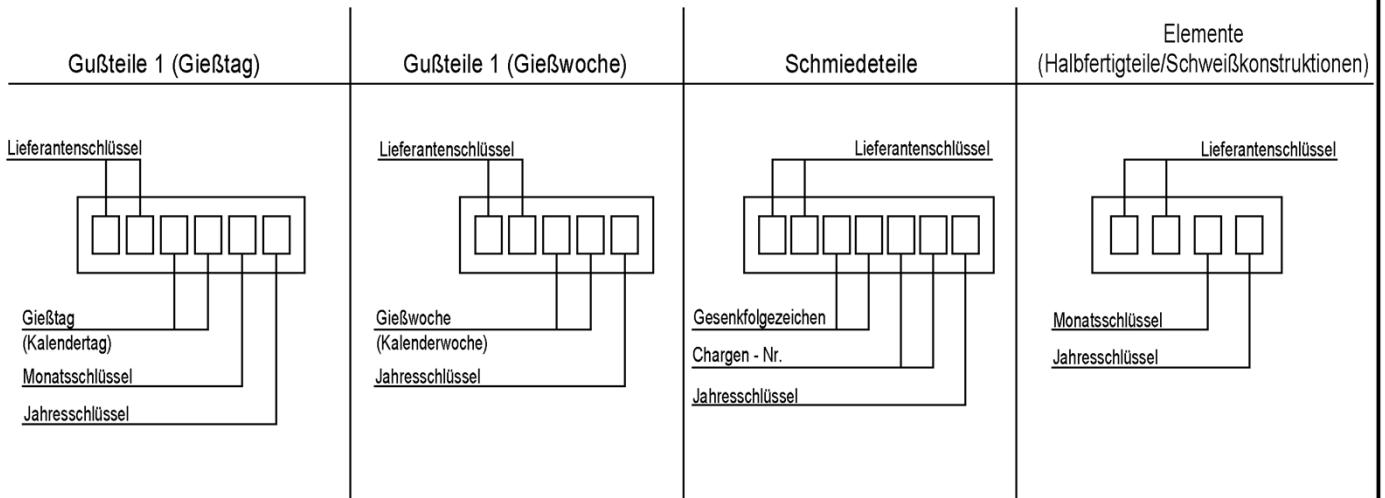 Gußteile 1 (Gießtag)
Lieferantenschlüssel
Gießtag
(Kalendertag)
Monatsschlüssel
Jahresschlüssel
Gußteile 1 (Gießwoche)
Lieferantenschlüssel
Gießwoche
(Kalenderwoche)
Jahresschlüssel
Schmiedeteile
Lieferantenschlüssel
Gesenkfolgezeichen
Chargen - Nr.
Jahresschlüssel
Elemente
(Halbfertigteile/Schweißkonstruktionen)
Lieferantenschlüssel
Monatsschlüssel
Jahresschlüssel